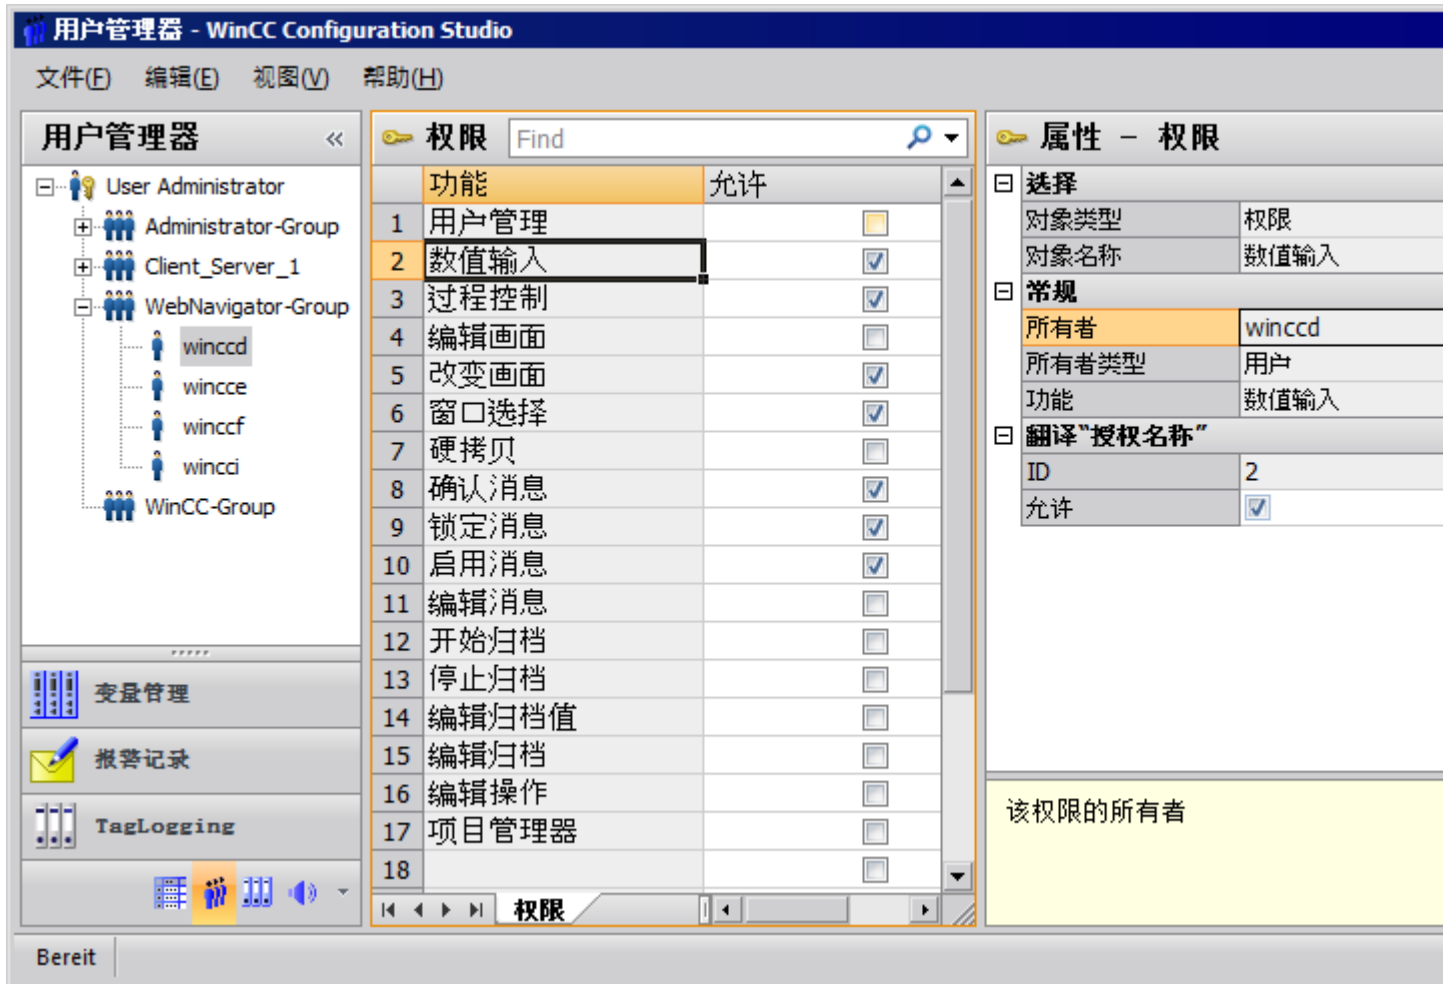 用户管理器 - WinCC Configuration Studio
文件(F) 编辑(E) 视图(V) 帮助(H)
用户管理器 «
User Administrator
Administrator-Group
Client_Server_1
WebNavigator-Group
winccd
wincce
winccf
wincci
WinCC-Group
变量管理
报警记录
TagLogging
权限 Find
功能 允许
1 用户管理
2 数值输入
3 过程控制
4 编辑画面
5 改变画面
6 窗口选择
7 硬拷贝
8 确认消息
9 锁定消息
10 启用消息
11 编辑消息
12 开始归档
13 停止归档
14 编辑归档值
15 编辑归档
16 编辑操作
17 项目管理器
18
权限
属性 - 权限
选择
对象类型 权限
对象名称 数值输入
常规
所有者 winccd
所有者类型 用户
功能 数值输入
翻译"授权名称"
ID 2
允许
该权限的所有者
Bereit